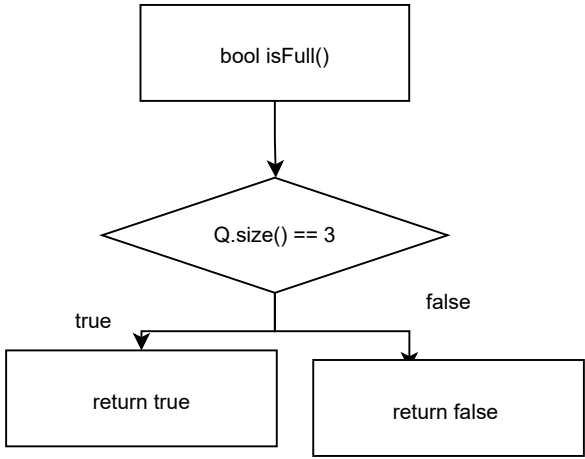 bool isFull()
Q.size() == 3
true
false
return true
return false